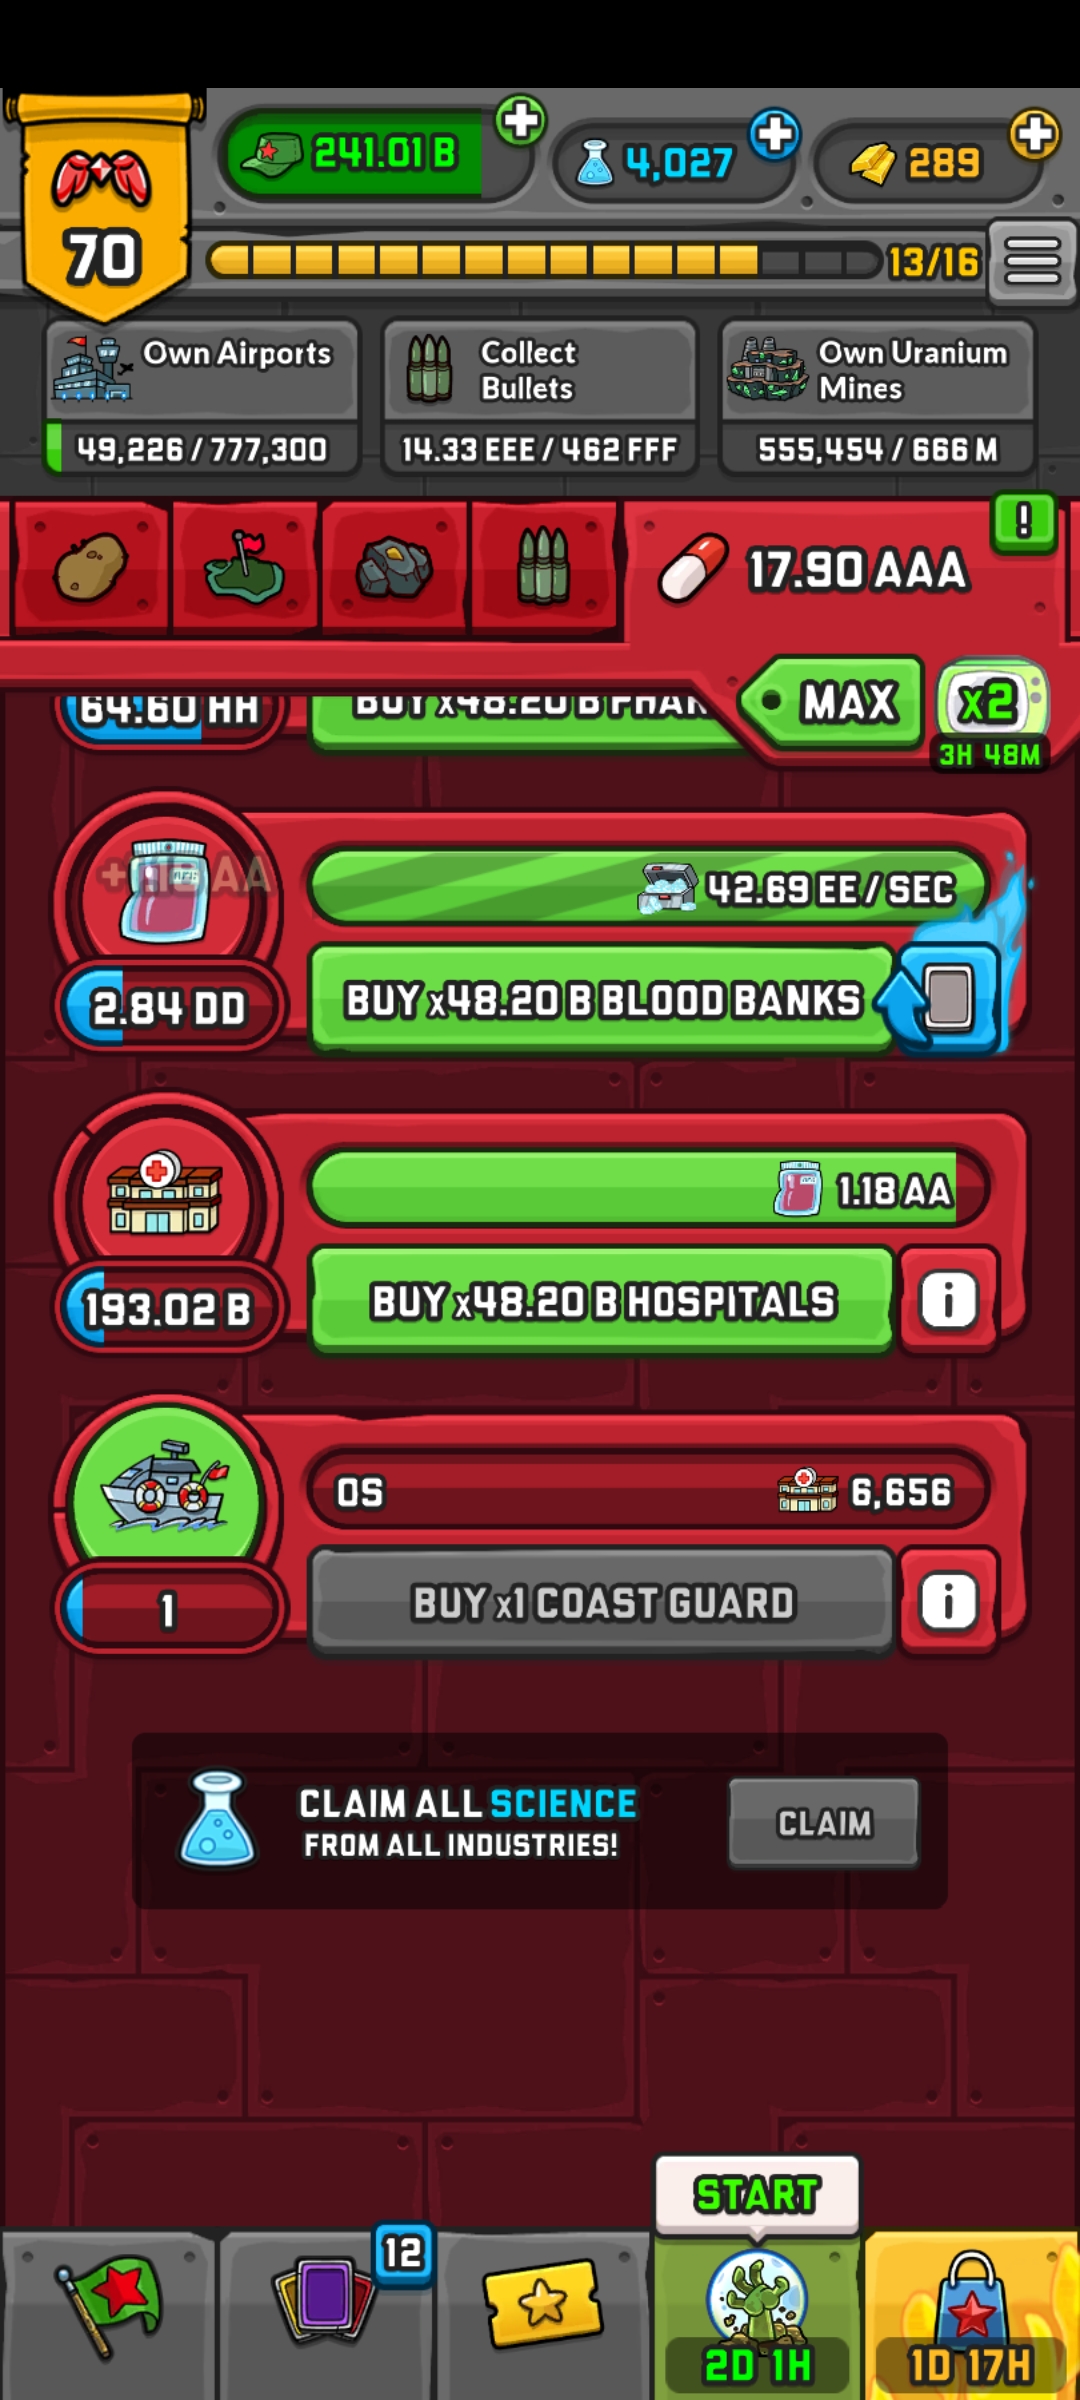 241.01 B
4,027
289
70
13/16
Own Airports
49,226 / 777,300
Collect
Bullets
14.33 EEE / 462 FFF
Own Uranium
Mines
555,454 / 666 M
!
17.90 AAA
MAX
x2
3H 48M
64.60 HH
BUY x48.20 B PHAR
+1.18 AA
42.69 EE / SEC
2.84 DD
BUY x48.20 B BLOOD BANKS
1.18 AA
193.02 B
BUY x48.20 B HOSPITALS
i
0S
6,656
1
BUY x1 COAST GUARD
i
CLAIM ALL SCIENCE
FROM ALL INDUSTRIES!
CLAIM
START
12
2D 1H
1D 17H